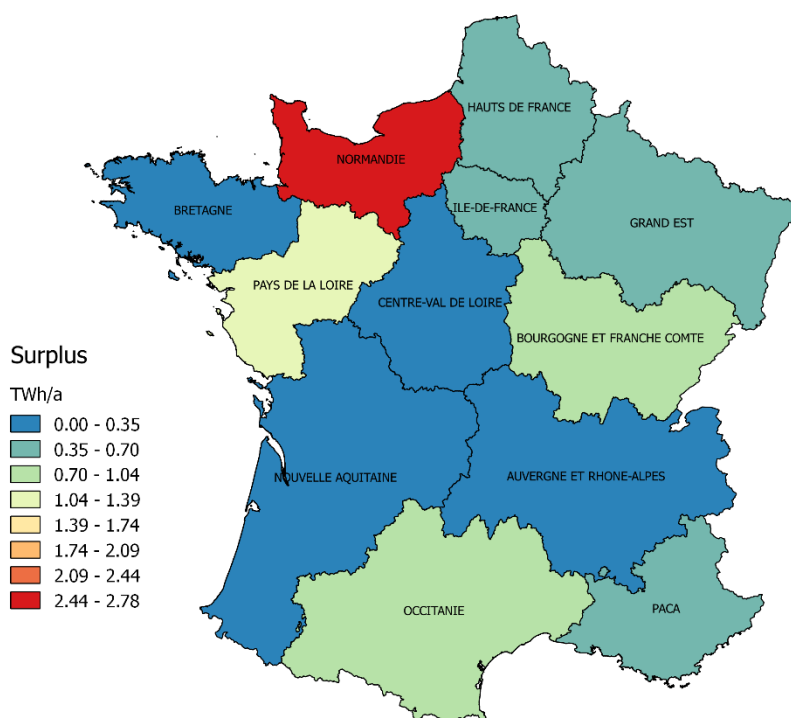 HAUTS DE FRANCE
NORMANDIE
ILE-DE-FRANCE
BRETAGNE
GRAND EST
PAYS DE LA LOIRE
CENTRE-VAL DE LOIRE
BOURGOGNE ET FRANCHE COMTE
NOUVELLE AQUITAINE
AUVERGNE ET RHONE-ALPES
OCCITANIE
PACA
Surplus
TWh/a
0.00 - 0.35
0.35 - 0.70
0.70 - 1.04
1.04 - 1.39
1.39 - 1.74
1.74 - 2.09
2.09 - 2.44
2.44 - 2.78